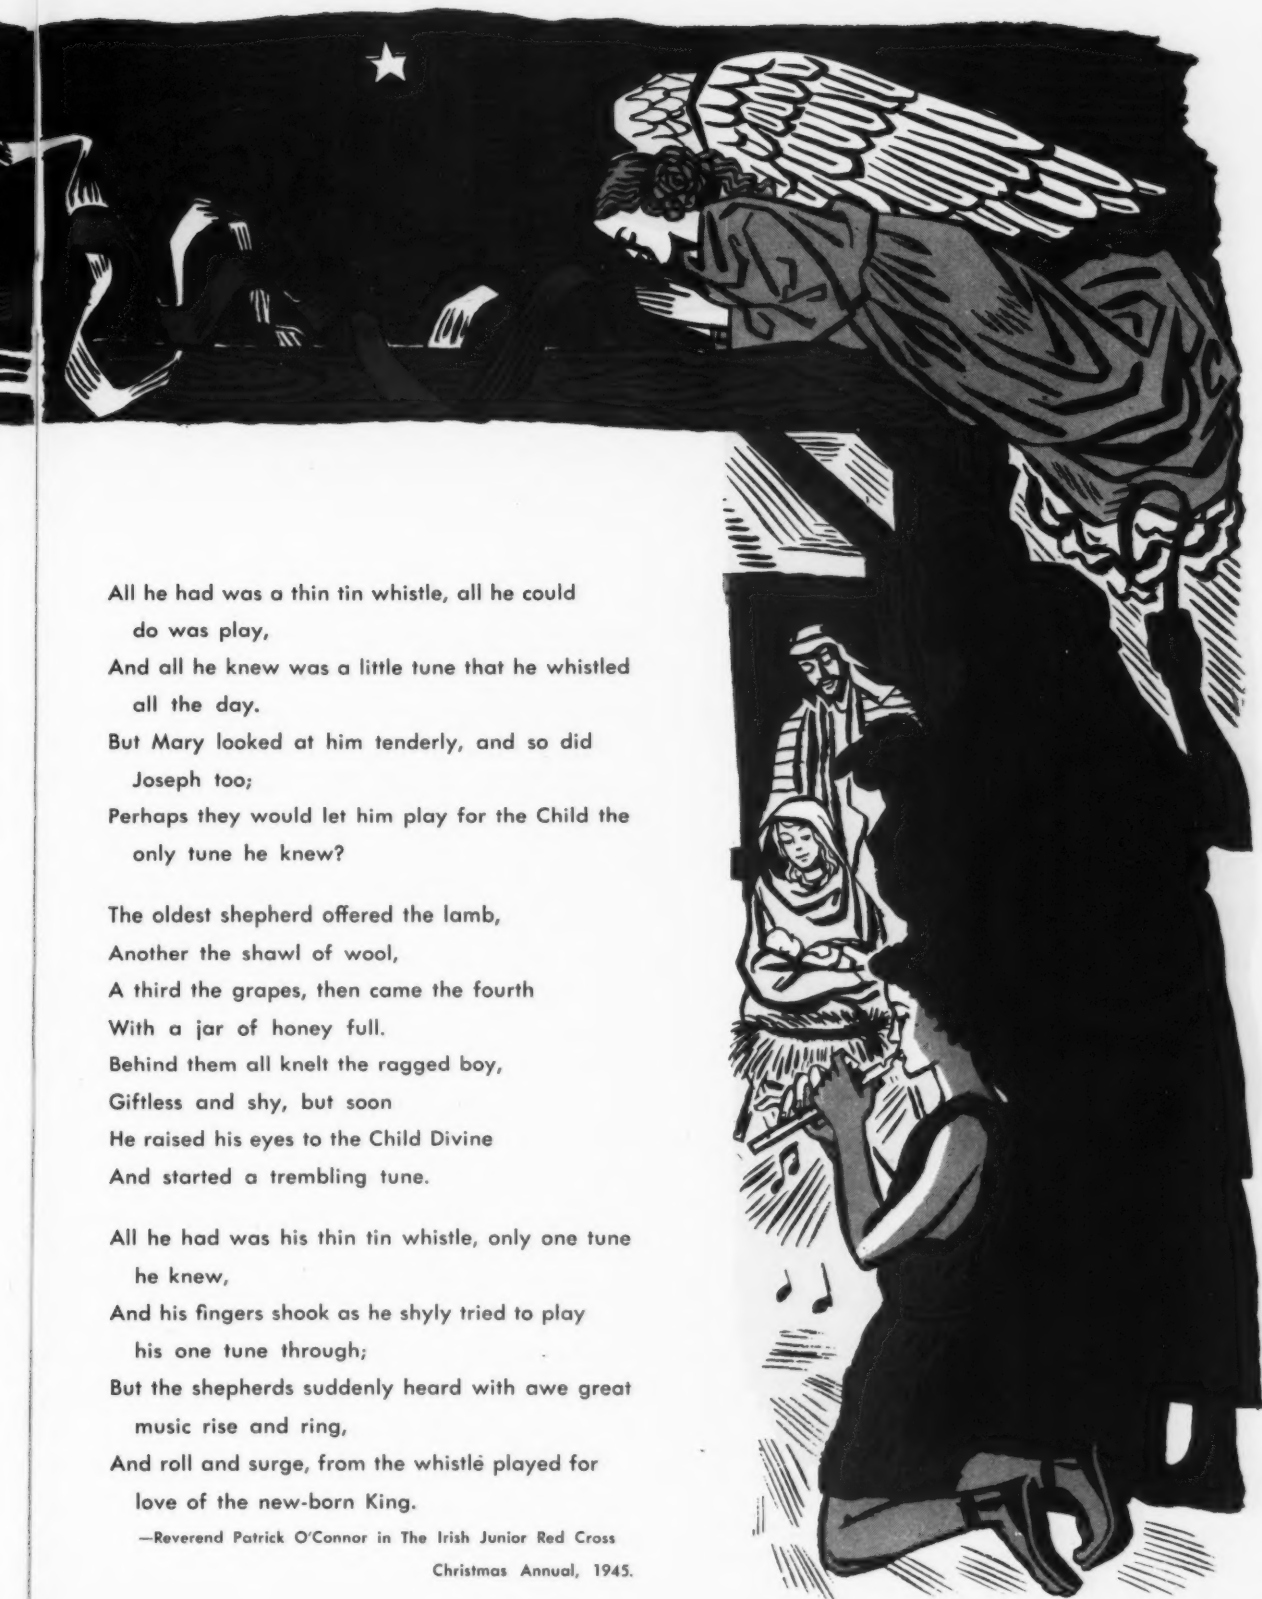 All he had was a thin tin whistle, all he could
do was play,
And all he knew was a little tune that he whistled
all the day.
But Mary looked at him tenderly, and so did
Joseph too;
Perhaps they would let him play for the Child the
only tune he knew?
The oldest shepherd offered the lamb,
Another the shawl of wool,
A third the grapes, then came the fourth
With a jar of honey full.
Behind them all knelt the ragged boy,
Giftless and shy, but soon
He raised his eyes to the Child Divine
And started a trembling tune.
All he had was his thin tin whistle, only one tune
he knew,
And his fingers shook as he shyly tried to play
his one tune through;
But the shepherds suddenly heard with awe great
music rise and ring,
And roll and surge, from the whistle played for
love of the new-born King.
—Reverend Patrick O'Connor in The Irish Junior Red Cross
Christmas Annual, 1945.